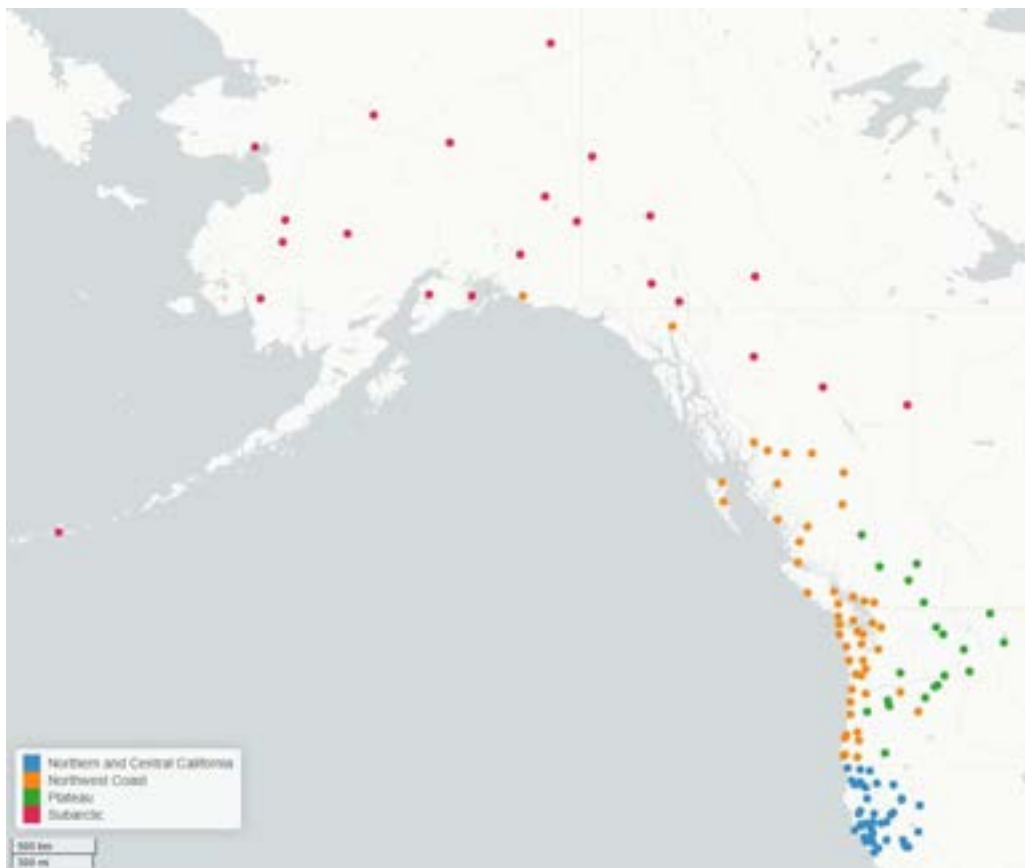 Northern and Central California
Northwest Coast
Plateau
Subarctic
500 km
300 mi